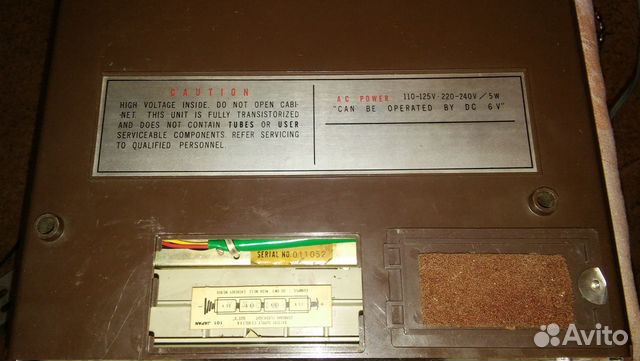 CAUTION
HIGH VOLTAGE INSIDE. DO NOT OPEN CABI-
NET. THIS UNIT IS FULLY TRANSISTORIZED
AND DOES NOT CONTAIN TUBES OR USER
SERVICEABLE COMPONENTS. REFER SERVICING
TO QUALIFIED PERSONNEL.
AC POWER 110-125V·220-240V/5W
"CAN BE OPERATED BY DC 6V"
SERIAL NO. 011052
101 JAPAN
Avito